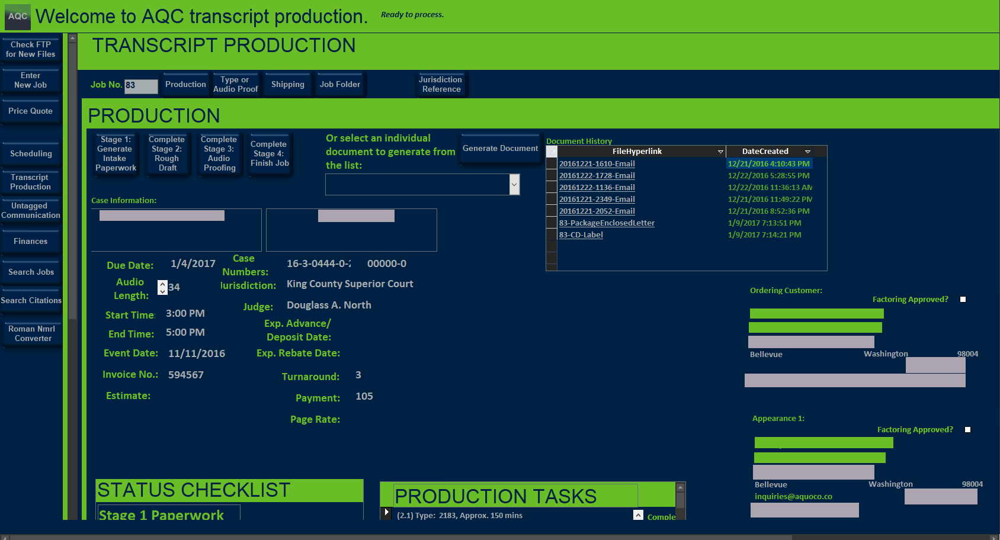 AQC
Welcome to AQC transcript production.
Ready to process.
Check FTP
for New Files
Enter
New Job
Price Quote
Scheduling
Transcript
Production
Untagged
Communication
Finances
Search Jobs
Search Citations
Roman Nmrl
Converter
TRANSCRIPT PRODUCTION
Job No. 83
Production
Type or
Audio Proof
Shipping
Job Folder
Jurisdiction
Reference
PRODUCTION
Stage 1:
Generate
Intake
Paperwork
Complete
Stage 2:
Rough
Draft
Complete
Stage 3:
Audio
Proofing
Complete
Stage 4:
Finish Job
Or select an individual
document to generate from
the list:
Generate Document
Document History
FileHyperlink DateCreated
20161221-1610-Email 12/21/2016 4:10:43 PM
20161222-1728-Email 12/22/2016 5:28:55 PM
20161222-1136-Email 12/22/2016 11:36:13 AM
20161221-2349-Email 12/21/2016 11:49:22 PM
20161221-2052-Email 12/21/2016 8:52:36 PM
83-PackageEnclosedLetter 1/9/2017 7:13:51 PM
83-CD-Label 1/9/2017 7:14:21 PM
Case Information:
Due Date: 1/4/2017
Audio
Length: 34
Start Time: 3:00 PM
End Time: 5:00 PM
Event Date: 11/11/2016
Invoice No.: 594567
Estimate:
Case
Numbers: 16-3-0444-0- 00000-0
Jurisdiction: King County Superior Court
Judge: Douglass A. North
Exp. Advance/
Deposit Date:
Exp. Rebate Date:
Turnaround: 3
Payment: 105
Page Rate:
Ordering Customer:
Factoring Approved?
Bellevue Washington 98004
Appearance 1:
Factoring Approved?
Bellevue Washington 98004
inquiries@aquoco.co
STATUS CHECKLIST
Stage 1 Paperwork
PRODUCTION TASKS
(2.1) Type: 2183, Approx. 150 mins
Comple